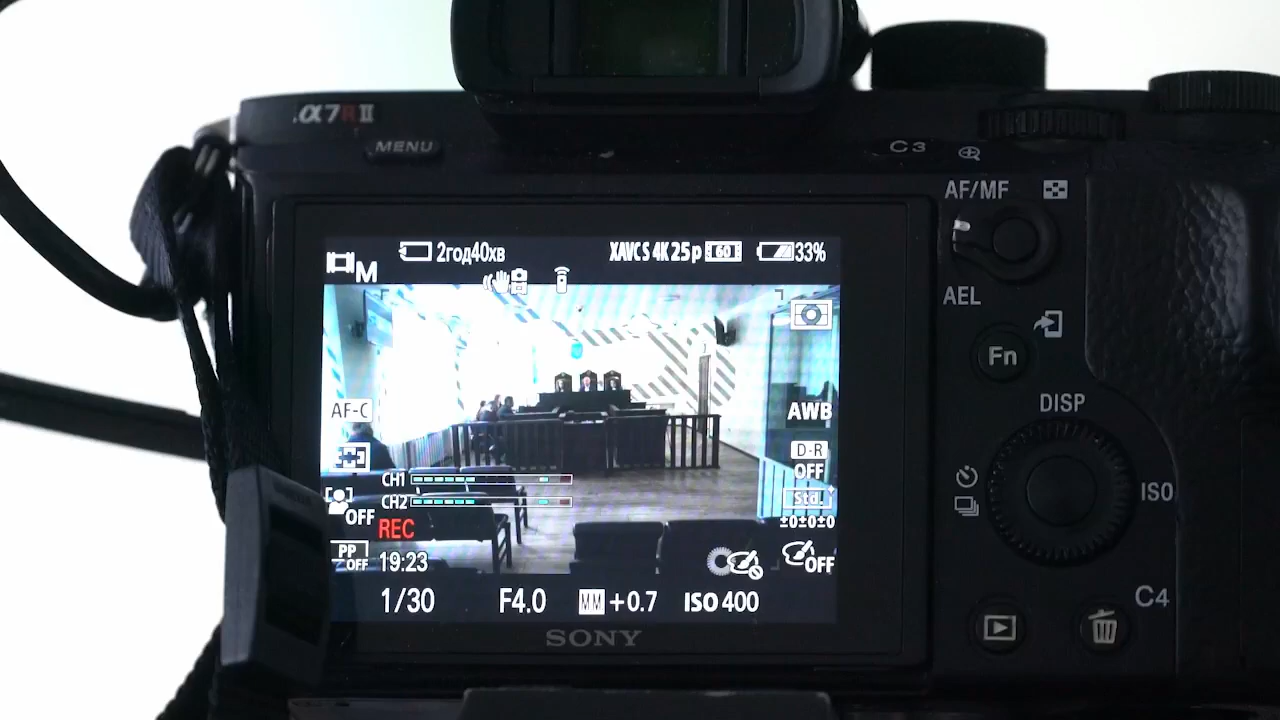 α7RII
MENU
C3
AF/MF
AEL
Fn
DISP
ISO
C4
M
2год40хв
XAVC S 4K 25p 60 33%
AF-C
AWB
D-R
OFF
CH1
CH2
Std.
OFF
±0±0±0
REC
PP
OFF
19:23
OFF
1/30 F4.0 MM +0.7 ISO 400
SONY